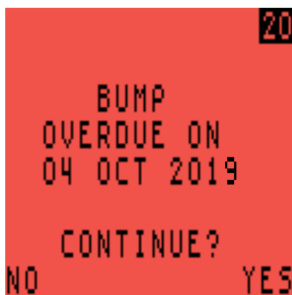 20
BUMP
OVERDUE ON
04 OCT 2019
CONTINUE?
NO YES